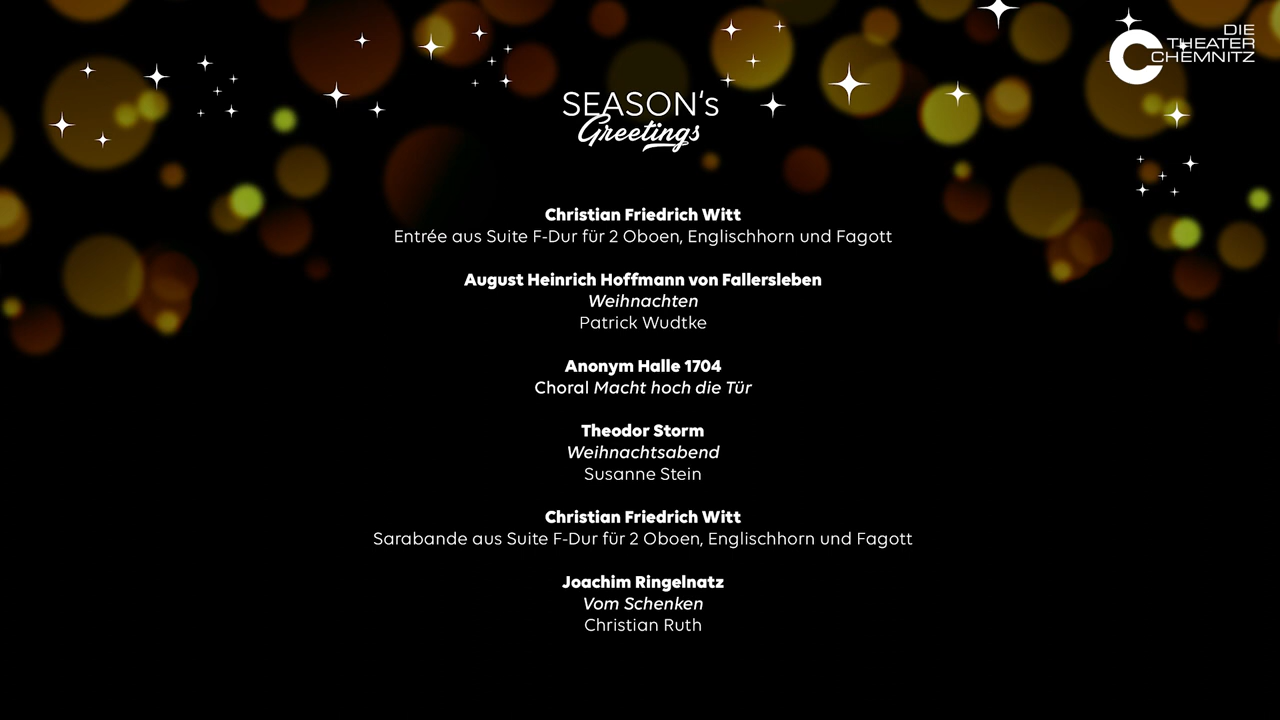 DIE
THEATER
CHEMNITZ
SEASON‘s
Greetings
Christian Friedrich Witt
Entrée aus Suite F-Dur für 2 Oboen, Englischhorn und Fagott
August Heinrich Hoffmann von Fallersleben
Weihnachten
Patrick Wudtke
Anonym Halle 1704
Choral Macht hoch die Tür
Theodor Storm
Weihnachtsabend
Susanne Stein
Christian Friedrich Witt
Sarabande aus Suite F-Dur für 2 Oboen, Englischhorn und Fagott
Joachim Ringelnatz
Vom Schenken
Christian Ruth